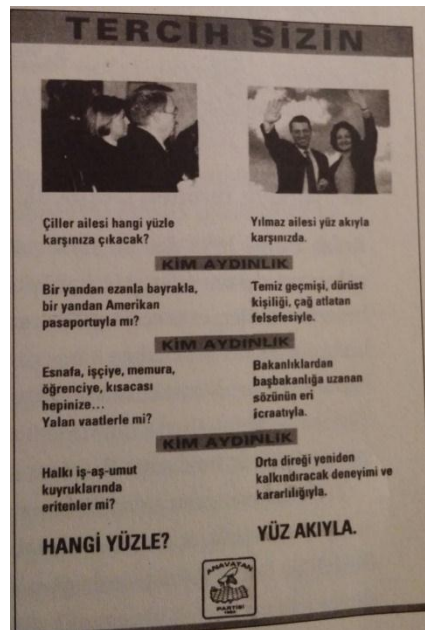 TERCİH SİZİN
Çiller ailesi hangi yüzle
karşınıza çıkacak?
Yılmaz ailesi yüz akıyla
karşınızda.
KİM AYDINLIK
Bir yandan ezanla bayrakla,
bir yandan Amerikan
pasaportuyla mı?
Temiz geçmişi, dürüst
kişiliği, çağ atlatan
felsefesiyle.
KİM AYDINLIK
Esnafa, işçiye, memura,
öğrenciye, kısacası
hepinize...
Yalan vaatlerle mi?
Bakanlıklardan
başbakanlığa uzanan
sözünün eri
icraatıyla.
KİM AYDINLIK
Halkı iş-aş-umut
kuyruklarında
eritenler mi?
Orta direği yeniden
kalkındıracak deneyimi ve
kararlılığıyla.
HANGİ YÜZLE?
YÜZ AKIYLA.
ANAVATAN
PARTİSİ
1983